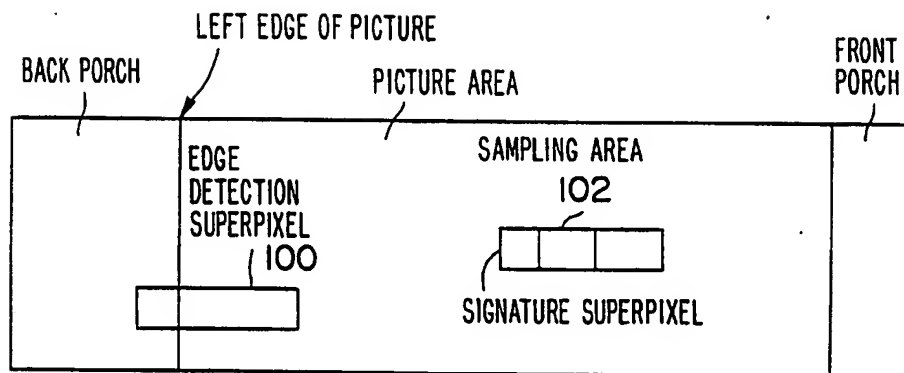 LEFT EDGE OF PICTURE
BACK PORCH
PICTURE AREA
FRONT
PORCH
EDGE
DETECTION
SUPERPIXEL
100
SAMPLING AREA
102
SIGNATURE SUPERPIXEL